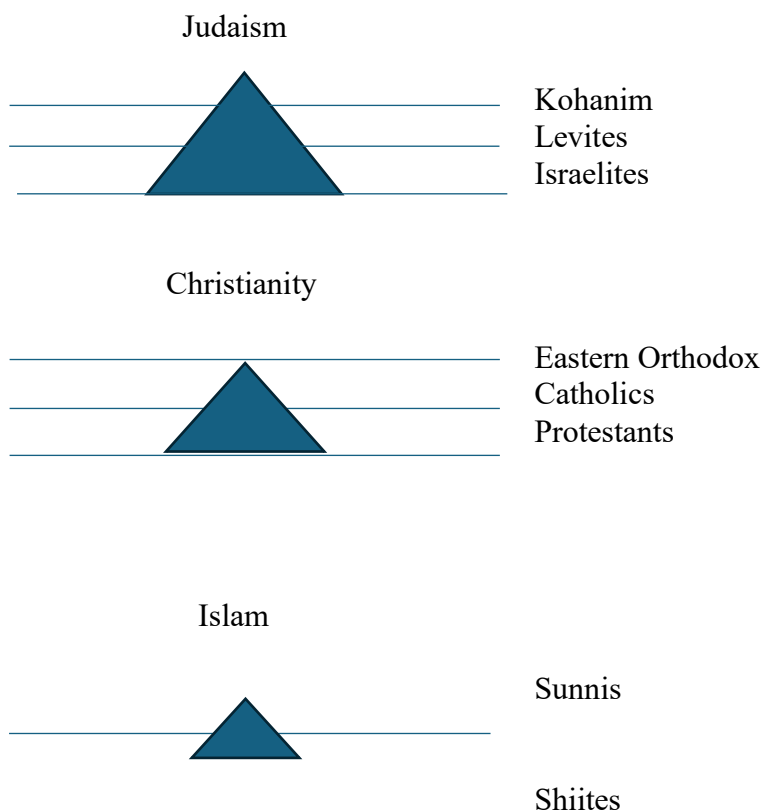 Judaism
Kohanim
Levites
Israelites
Christianity
Eastern Orthodox
Catholics
Protestants
Islam
Sunnis
Shiites